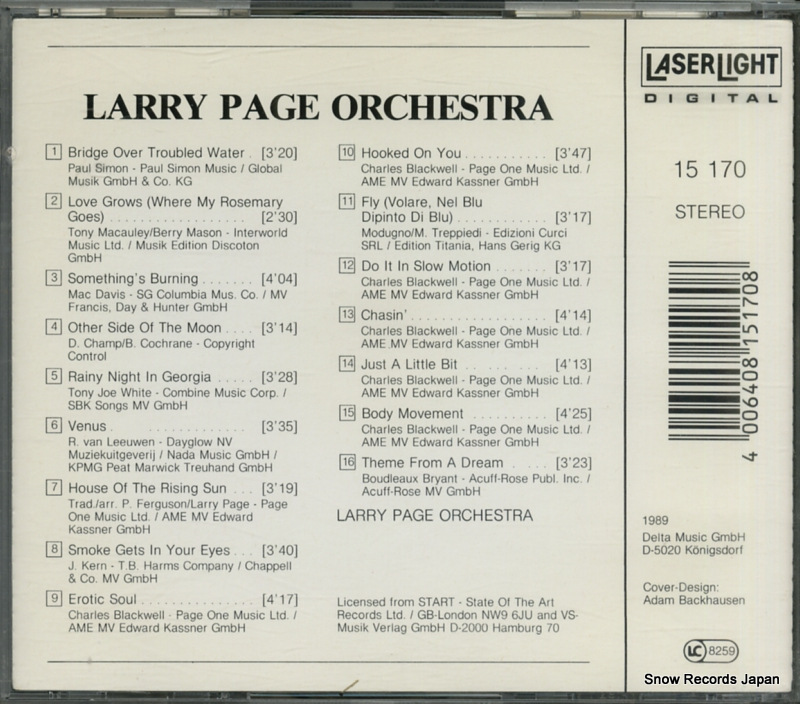 LARRY PAGE ORCHESTRA
1 Bridge Over Troubled Water . [3'20]
Paul Simon - Paul Simon Music / Global
Musik GmbH & Co. KG
2 Love Grows (Where My Rosemary
Goes) . . . . . . . . . . . . . . . . . . [2'30]
Tony Macauley/Berry Mason - Interworld
Music Ltd. / Musik Edition Discoton
GmbH
3 Something's Burning . . . . . . . [4'04]
Mac Davis - SG Columbia Mus. Co. / MV
Francis, Day & Hunter GmbH
4 Other Side Of The Moon . . . . [3'14]
D. Champ/B. Cochrane - Copyright
Control
5 Rainy Night In Georgia . . . . . [3'28]
Tony Joe White - Combine Music Corp. /
SBK Songs MV GmbH
6 Venus . . . . . . . . . . . . . . [3'35]
R. van Leeuwen - Dayglow NV
Muziekuitgeverij / Nada Music GmbH /
KPMG Peat Marwick Treuhand GmbH
7 House Of The Rising Sun . . . [3'19]
Trad./arr. P. Ferguson/Larry Page - Page
One Music Ltd. / AME MV Edward
Kassner GmbH
8 Smoke Gets In Your Eyes . . . [3'40]
J. Kern - T.B. Harms Company / Chappell
& Co. MV GmbH
9 Erotic Soul . . . . . . . . . . . . . . [4'17]
Charles Blackwell - Page One Music Ltd. /
AME MV Edward Kassner GmbH
10 Hooked On You . . . . . . . . . . . [3'47]
Charles Blackwell - Page One Music Ltd. /
AME MV Edward Kassner GmbH
11 Fly (Volare, Nel Blu
Dipinto Di Blu) . . . . . . . . . . . . . [3'17]
Modugno/M. Treppiedi - Edizioni Curci
SRL / Edition Titania, Hans Gerig KG
12 Do It In Slow Motion . . . . . . . [3'17]
Charles Blackwell - Page One Music Ltd. /
AME MV Edward Kassner GmbH
13 Chasin' . . . . . . . . . . . . . . . . . [4'14]
Charles Blackwell - Page One Music Ltd. /
AME MV Edward Kassner GmbH
14 Just A Little Bit . . . . . . . . [4'13]
Charles Blackwell - Page One Music Ltd. /
AME MV Edward Kassner GmbH
15 Body Movement . . . . . . . . . . [4'25]
Charles Blackwell - Page One Music Ltd. /
AME MV Edward Kassner GmbH
16 Theme From A Dream . . . . . [3'23]
Boudleaux Bryant - Acuff-Rose Publ. Inc. /
Acuff-Rose MV GmbH
LARRY PAGE ORCHESTRA
Licensed from START - State Of The Art
Records Ltd. / GB-London NW9 6JU and VS-
Musik Verlag GmbH D-2000 Hamburg 70
LASERLIGHT
DIGITAL
15 170
STEREO
4 006408 151708
1989
Delta Music GmbH
D-5020 Königsdorf
Cover-Design:
Adam Backhausen
LC 8259
Snow Records Japan